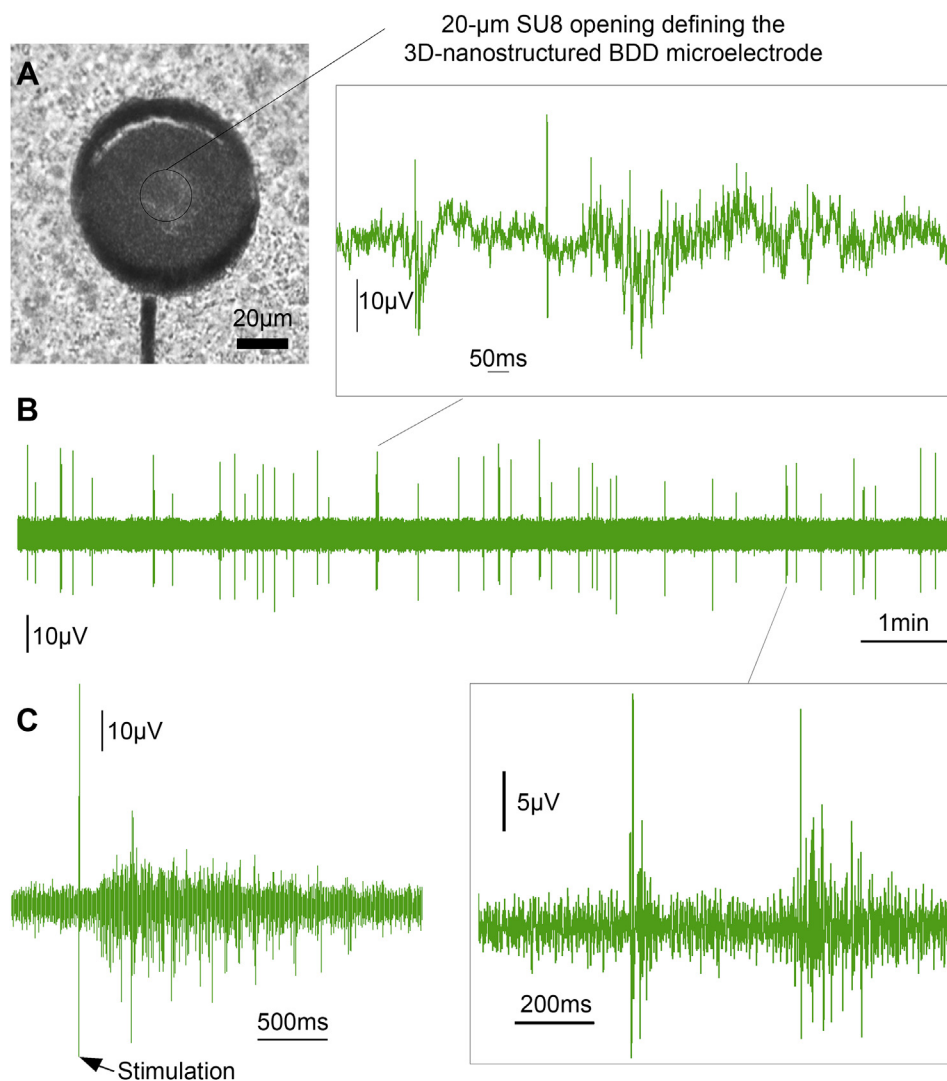 20-µm SU8 opening defining the
3D-nanostructured BDD microelectrode
A
20µm
10µV
50ms
B
10µV
1min
C
10µV
5µV
200ms
500ms
Stimulation